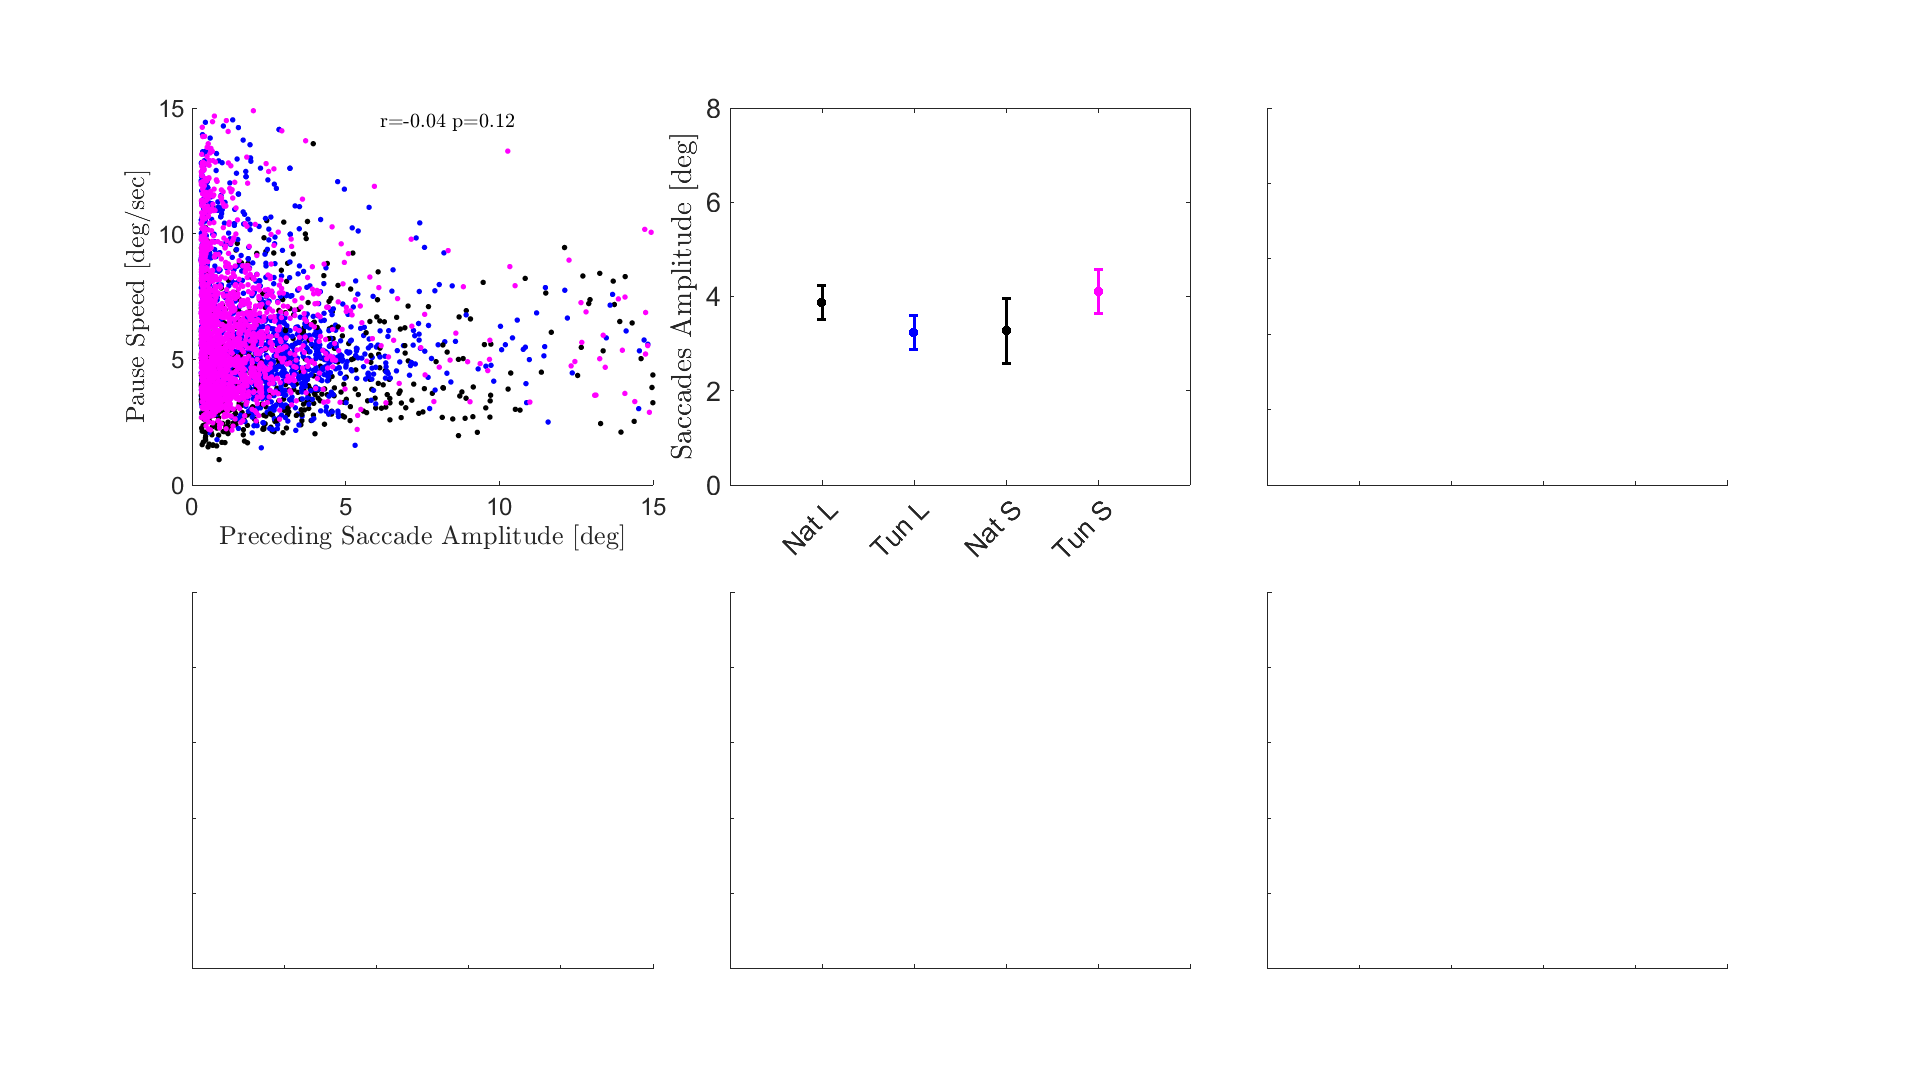 r=-0.04 p=0.12
Pause Speed [deg/sec]
15
10
5
0
0 5 10 15
Preceding Saccade Amplitude [deg]
Saccades Amplitude [deg]
8
6
4
2
0
Nat L
Tun L
Nat S
Tun S